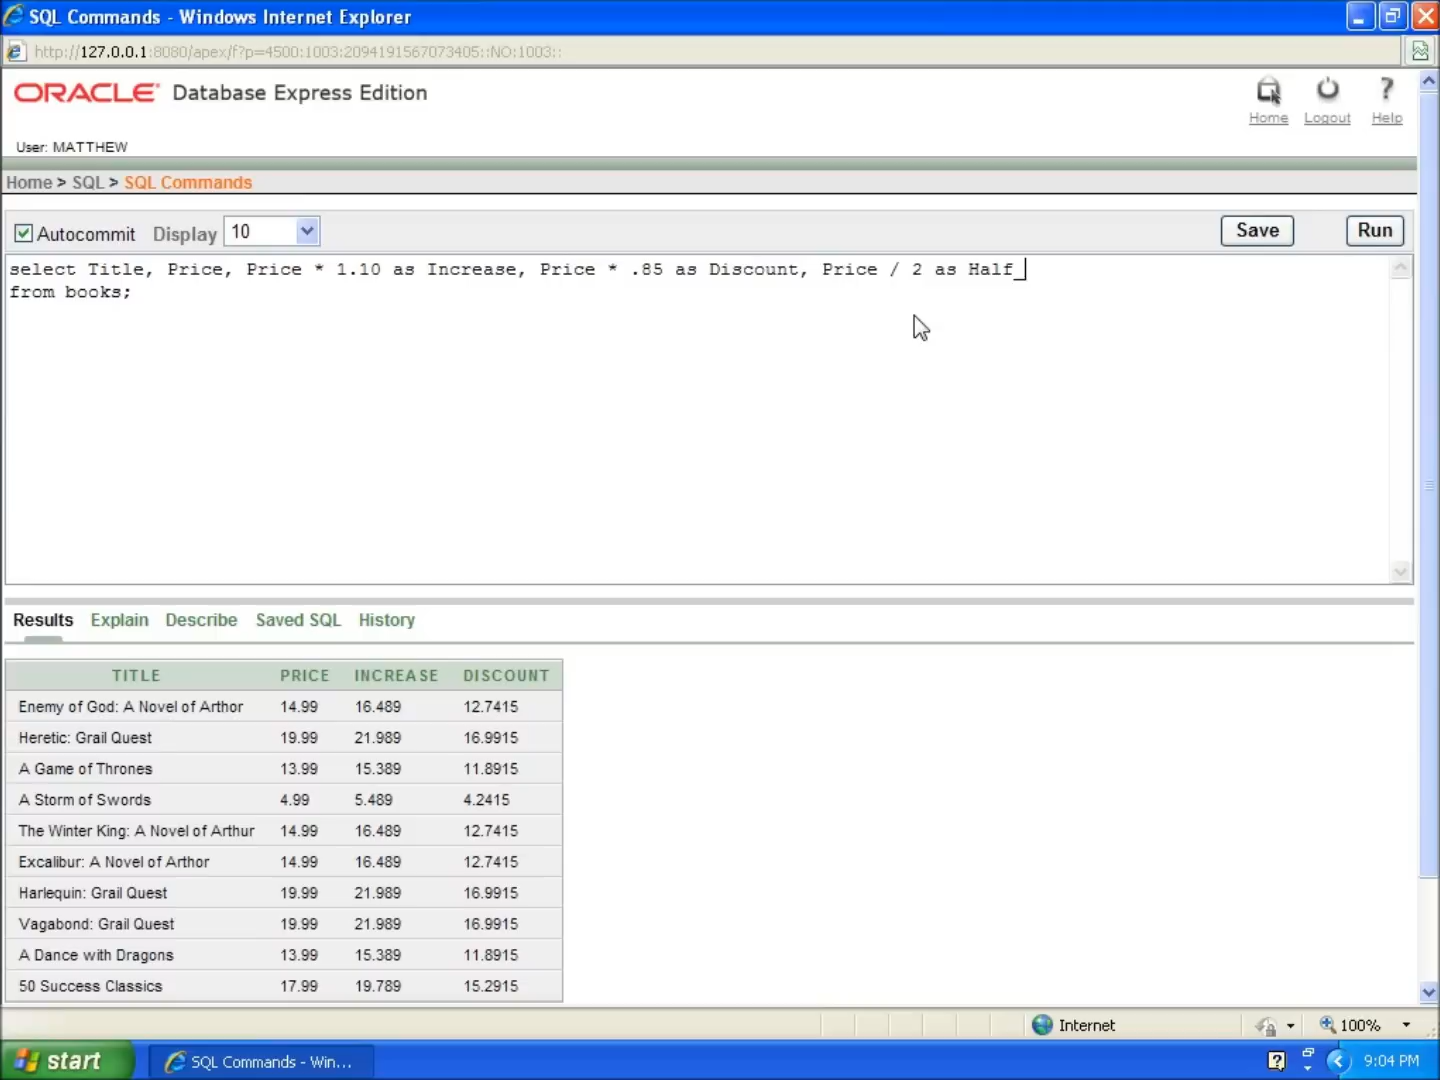 SQL Commands - Windows Internet Explorer
http://127.0.0.1:8080/apex/f?p=4500:1003:2094191567073405::NO:1003::
ORACLE Database Express Edition
Home Logout Help
User: MATTHEW
Home > SQL > SQL Commands
Autocommit Display 10 Save Run
select Title, Price, Price * 1.10 as Increase, Price * .85 as Discount, Price / 2 as Half_
from books;
Results Explain Describe Saved SQL History
TITLE PRICE INCREASE DISCOUNT
Enemy of God: A Novel of Arthor 14.99 16.489 12.7415
Heretic: Grail Quest 19.99 21.989 16.9915
A Game of Thrones 13.99 15.389 11.8915
A Storm of Swords 4.99 5.489 4.2415
The Winter King: A Novel of Arthur 14.99 16.489 12.7415
Excalibur: A Novel of Arthor 14.99 16.489 12.7415
Harlequin: Grail Quest 19.99 21.989 16.9915
Vagabond: Grail Quest 19.99 21.989 16.9915
A Dance with Dragons 13.99 15.389 11.8915
50 Success Classics 17.99 19.789 15.2915
Internet 100%
start SQL Commands - Win... 9:04 PM